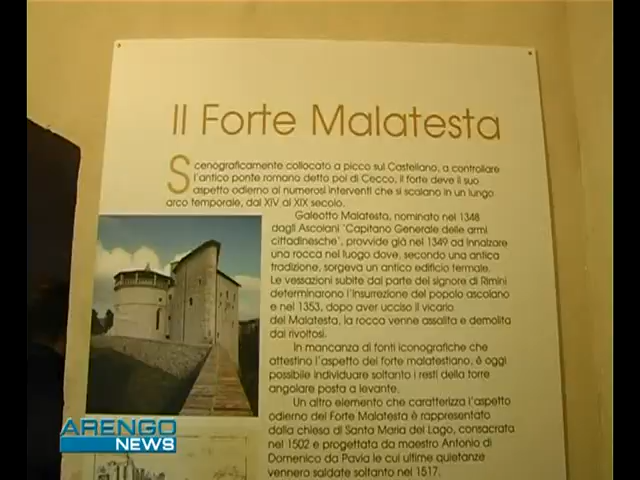 Il Forte Malatesta
Scenograficamente collocato a picco sul Castellano, a controllare
l'antico ponte romano detto poi di Cecco, il forte deve il suo
aspetto odierno ai numerosi interventi che si scalano in un lungo
arco temporale, dal XIV al XIX secolo.
Galeotto Malatesta, nominato nel 1348
dagli Ascolani "Capitano Generale delle armi
cittadinesche", provvide già nel 1349 ad innalzare
una rocca nel luogo dove, secondo una antica
tradizione, sorgeva un antico edificio termale.
Le vessazioni subite da parte del signore di Rimini
determinarono l'insurrezione del popolo ascolano
e nel 1353, dopo aver ucciso il vicario
del Malatesta, la rocca venne assalita e demolita
dai rivoltosi.
In mancanza di fonti iconografiche che
attestino l'aspetto del forte malatestiano, è oggi
possibile individuare soltanto i resti della torre
angolare posta a levante.
Un altro elemento che caratterizza l'aspetto
odierno del Forte Malatesta è rappresentato
dalla chiesa di Santa Maria del Lago, consacrata
nel 1502 e progettata da maestro Antonio di
Domenico da Pavia le cui ultime quietanze
vennero saldate soltanto nel 1517.
ARENGO
NEWS